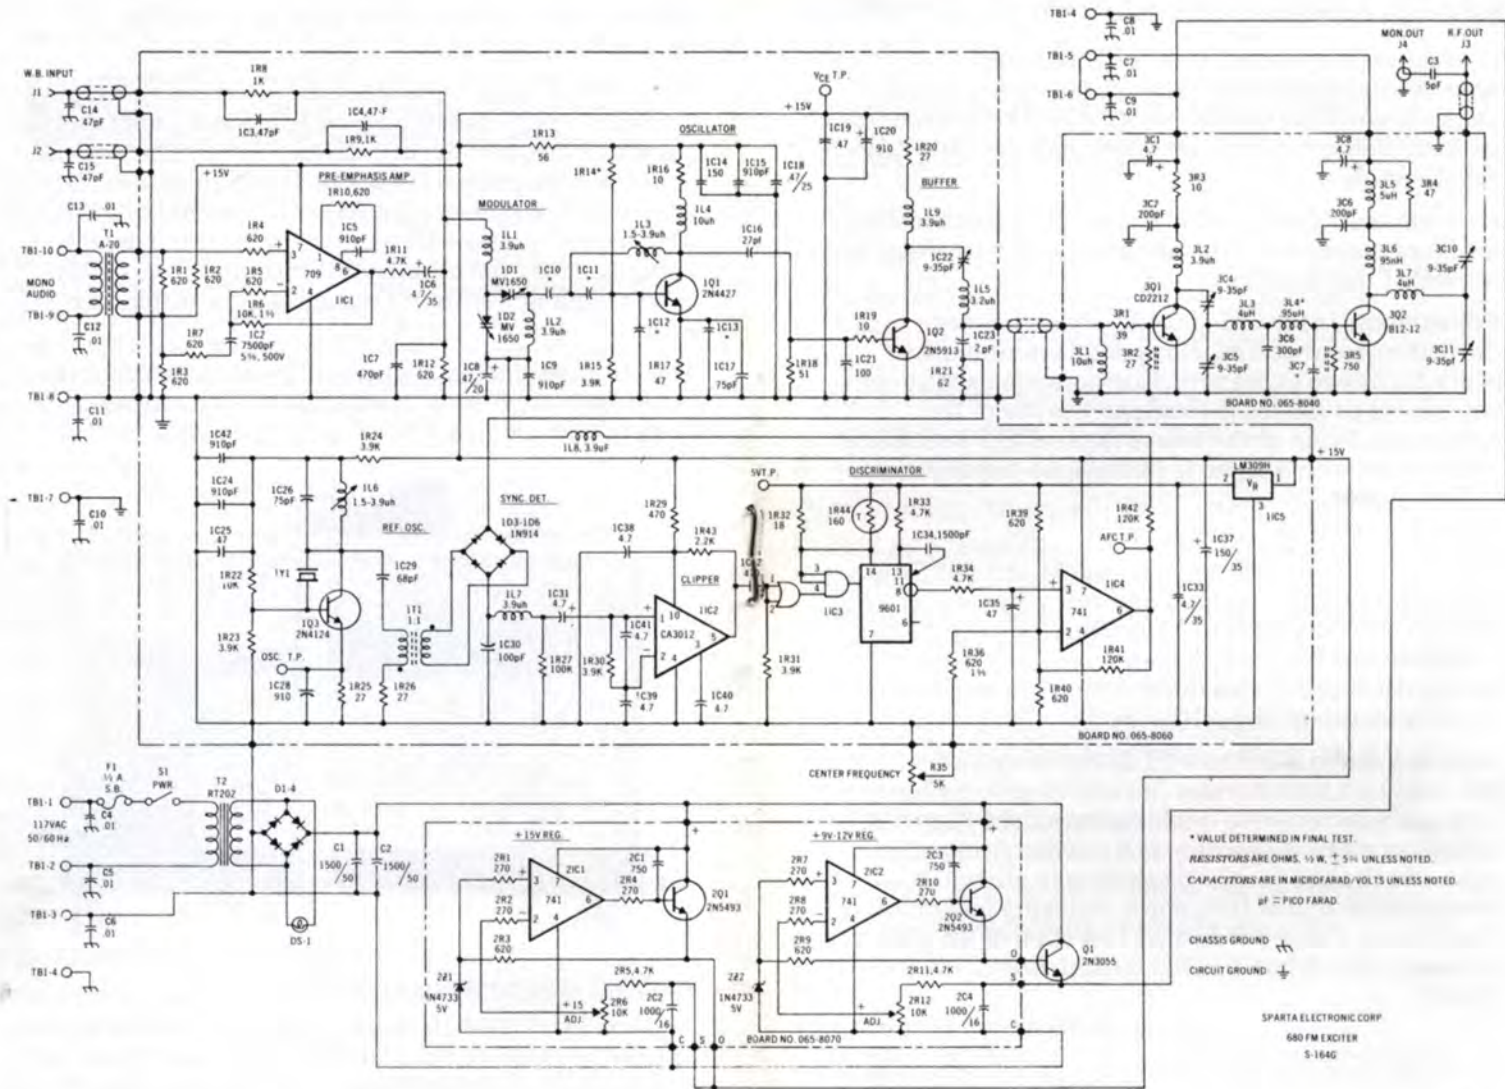 W.B. INPUT
J1
C14
47pF
J2
C15
47pF
1R8
1K
1C3,47pF
1C4,47-F
1R9,1K
PRE-EMPHASIS AMP
+15V
C13 .01
T1
A-20
TB1-10
MONO
AUDIO
TB1-9
C12
.01
TB1-8
C11
.01
TB1-7
C10
.01
1R1
620
1R2
620
1R3
620
1R4
620
1R5
620
1R6
10K, 1%
1R7
620
1C2
7500pF
5%, 500V
1R10,620
1C5
910pF
709
1IC1
1R11
4.7K
1C6
4.7/35
1C7
470pF
1R12
620
MODULATOR
1L1
3.9uh
1D1
MV1650
1D2
MV
1650
1C8
47/20
1C9
910pF
1L2
3.9uh
1C10
1C11
1R13
56
OSCILLATOR
1R14*
1R16
10
1C14
150
1C15
910pF
1C18
.47/25
1L3
1.5-3.9uh
1L4
10uh
1C16
27pf
1Q1
2N4427
1C12
1C13
1R15
3.9K
1R17
47
1C17
75pF
1R18
51
VCE T.P.
+15V
1C19
.47
1C20
910
1R20
27
BUFFER
1L9
3.9uh
1R19
10
1C21
100
1Q2
2N5913
1C22
9-35pF
1L5
3.2uh
1C23
2 pF
1R21
62
TB1-4
C8
.01
TB1-5
C7
.01
TB1-6
C9
.01
MON.OUT
J4
R.F.OUT
J3
C3
5pF
3C1
4.7
3R3
10
3C2
200pF
3L2
3.9uh
3C8
4.7
3L5
5uH
3R4
47
3C6
200pF
3L6
95nH
3L7
4uH
3C10
9-35pF
3C11
9-35pF
3Q1
CD2212
3C4
9-35pF
3L3
4uH
3L4*
.95uH
3C5
9-35pF
3C6
300pF
3C7
3R5
750
3Q2
B12-12
3R1
39
3R2
27
3L1
10uh
BOARD NO. 065-8040
1C42
910pF
1C24
910pF
1C25
.47
1R24
3.9K
1L8, 3.9uF
1C26
75pF
1L6
1.5-3.9uh
REF. OSC.
1Y1
1R22
10K
1R23
3.9K
1Q3
2N4124
OSC. T.P.
1C28
910
1R25
27
1R26
27
1C29
68pF
1T1
1:1
SYNC. DET.
1D3-1D6
1N914
1L7
3.9uh
1C30
100pF
1C31
4.7
1R27
100K
1R30
3.9K
1C38
4.7
1C41
4.7
1C39
4.7
1C40
4.7
1R29
470
1R43
2.2K
CLIPPER
1IC2
CA3012
5V T.P.
DISCRIMINATOR
1R32
18
1R44
160
1R33
4.7K
1C34,1500pF
1R31
3.9K
1IC3
9601
1R34
4.7K
1C35
47
1R36
620
1%
1R39
620
1R40
620
1R41
120K
1R42
120K
AFC T.P.
1IC4
741
1C33
4.7/35
1C37
150/35
LM309H
VR
1IC5
+15V
BOARD NO. 065-8060
CENTER FREQUENCY
R35
5K
TB1-1
F1
½ A.
S.B.
S1
PWR.
C4
.01
117VAC
50/60 Hz
TB1-2
C5
.01
TB1-3
C6
.01
TB1-4
T2
RT202
D1-4
DS-1
C1
1500/50
C2
1500/50
+15V REG.
2R1
270
2R2
270
2R3
620
2IC1
741
2C1
750
2R4
270
2Q1
2N5493
2Z1
1N4733
5V
2R5,4.7K
+15
ADJ.
2R6
10K
2C2
1000/16
C S O
+9V-12V REG.
2R7
270
2R8
270
2R9
620
2IC2
741
2C3
750
2R10
270
2Q2
2N5493
2Z2
1N4733
5V
2R11,4.7K
ADJ.
2R12
10K
2C4
1000/16
O
S
C
Q1
2N3055
BOARD NO. 065-8070
* VALUE DETERMINED IN FINAL TEST.
RESISTORS ARE OHMS. ½ W, ± 5% UNLESS NOTED.
CAPACITORS ARE IN MICROFARAD/VOLTS UNLESS NOTED.
pF = PICO FARAD.
CHASSIS GROUND
CIRCUIT GROUND
SPARTA ELECTRONIC CORP
680 FM EXCITER
S-164G